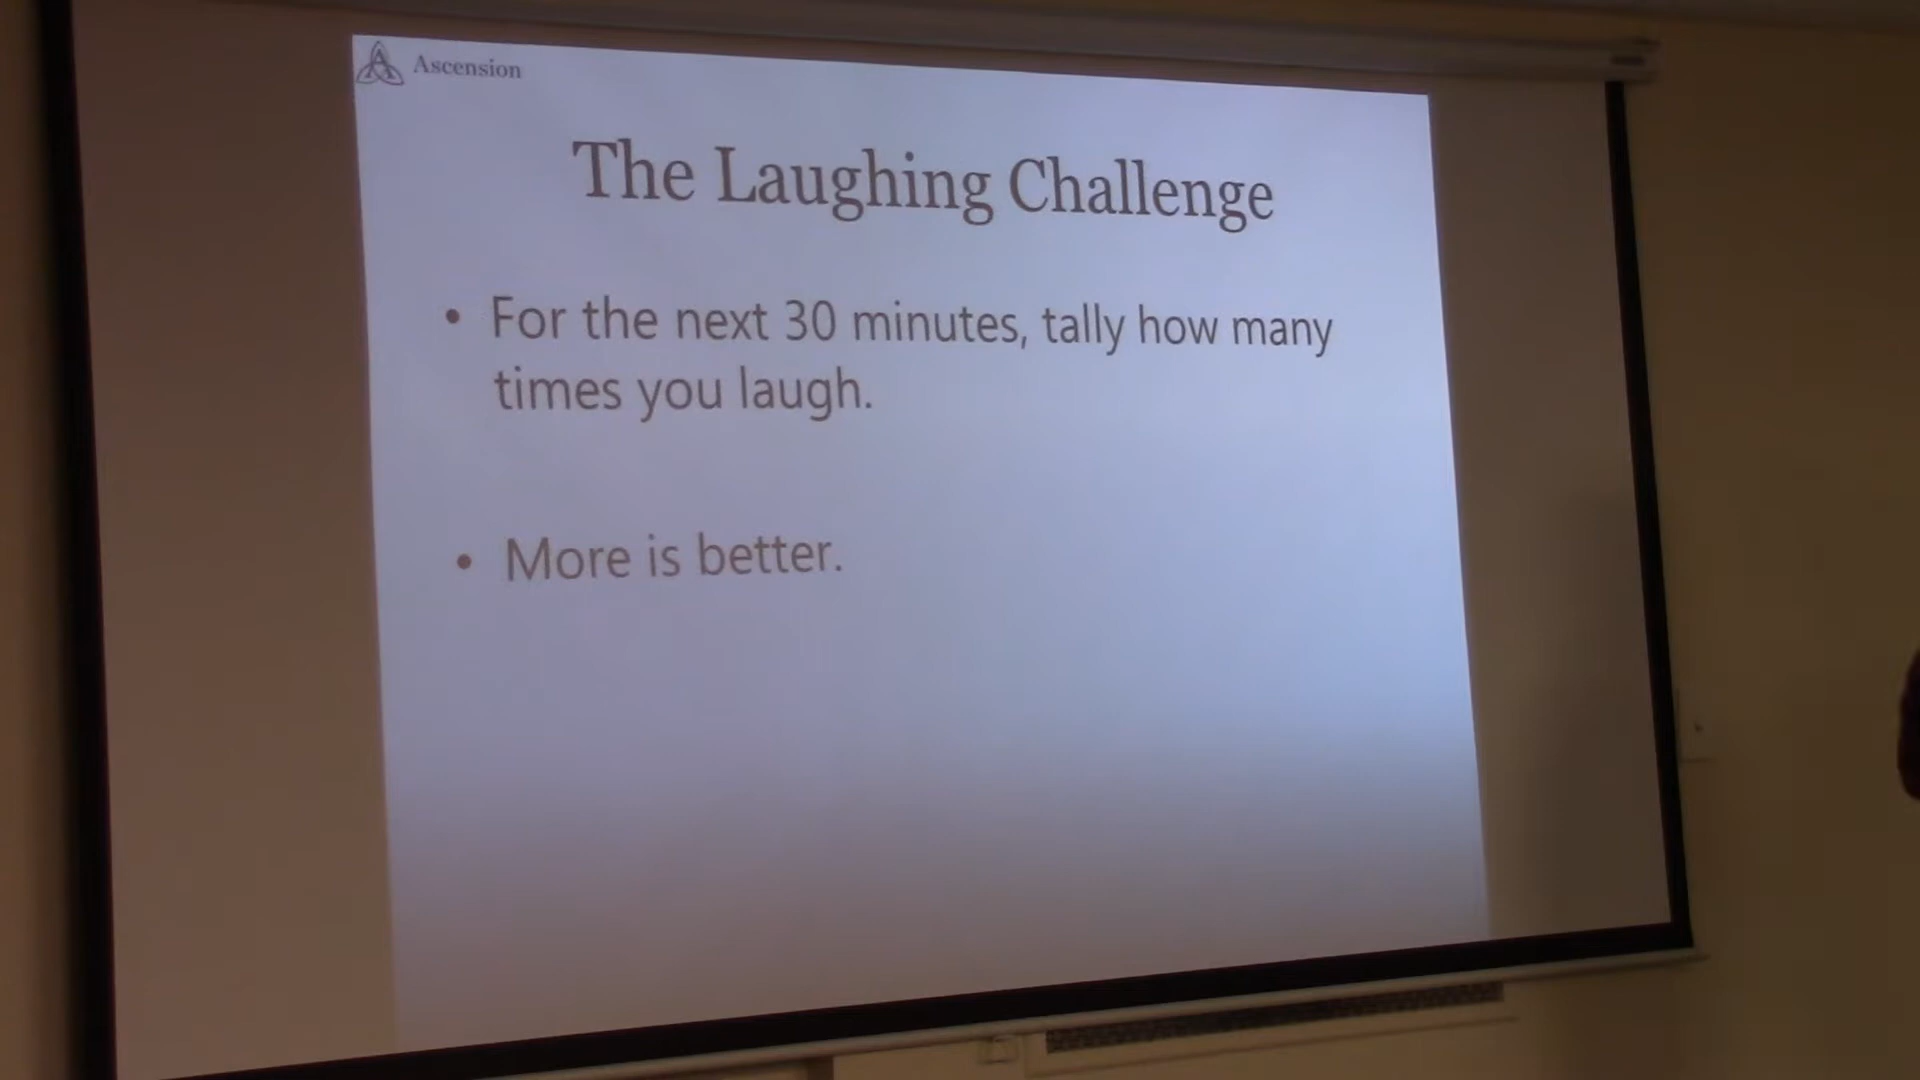 Ascension
The Laughing Challenge
• For the next 30 minutes, tally how many
times you laugh.
• More is better.